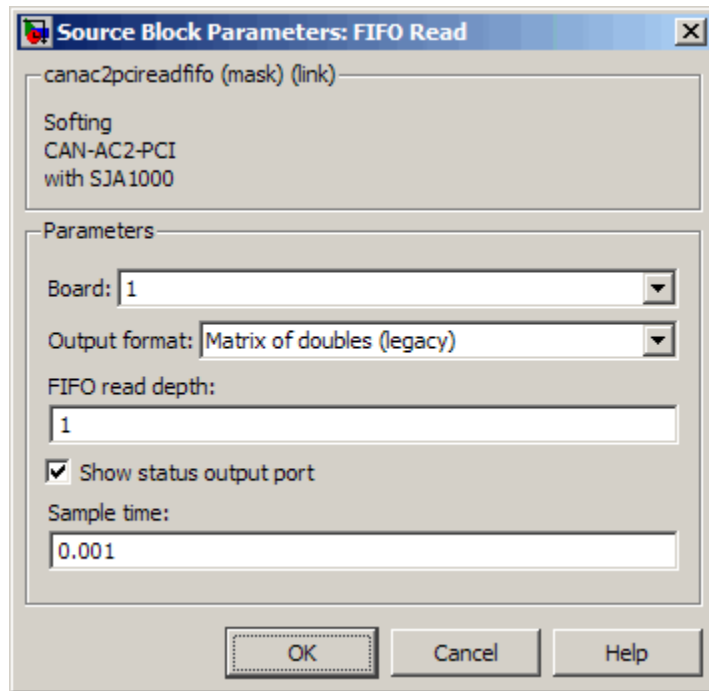 Source Block Parameters: FIFO Read
canac2pcireadfifo (mask) (link)
Softing
CAN-AC2-PCI
with SJA1000
Parameters
Board: 1
Output format: Matrix of doubles (legacy)
FIFO read depth:
1
Show status output port
Sample time:
0.001
OK Cancel Help